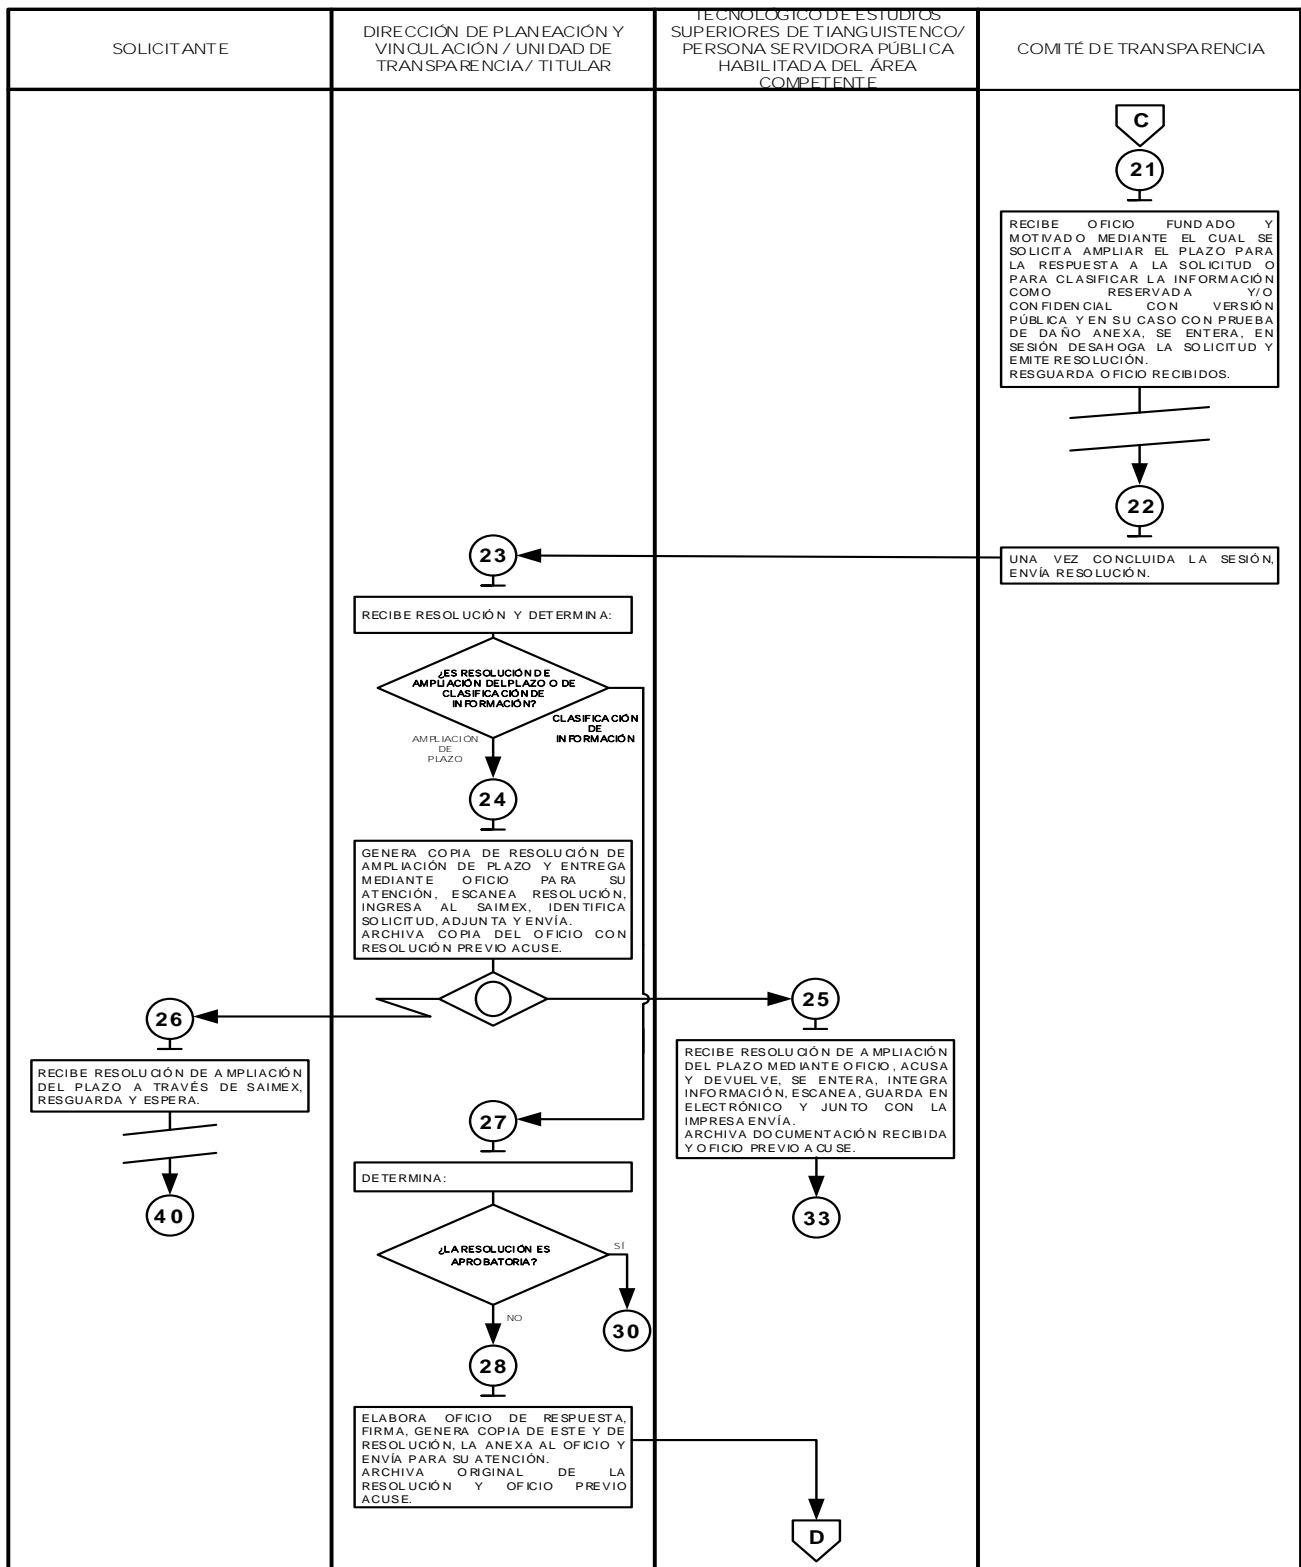 SOLICITANTE
DIRECCIÓN DE PLANEACIÓN Y
VINCULACIÓN / UNIDAD DE
TRANSPARENCIA / TITULAR
TECNOLÓGICO DE ESTUDIOS
SUPERIORES DE TIANGUISTENCO/
PERSONA SERVIDORA PÚBLICA
HABILITADA DEL ÁREA
COMPETENTE
COMITÉ DE TRANSPARENCIA
C
21
RECIBE OFICIO FUNDADO Y
MOTIVADO MEDIANTE EL CUAL SE
SOLICITA AMPLIAR EL PLAZO PARA
LA RESPUESTA A LA SOLICITUD O
PARA CLASIFICAR LA INFORMACIÓN
COMO RESERVADA Y/O
CONFIDENCIAL CON VERSIÓN
PÚBLICA Y EN SU CASO CON PRUEBA
DE DAÑO ANEXA, SE ENTERA, EN
SESIÓN DESAHOGA LA SOLICITUD Y
EMITE RESOLUCIÓN.
RESGUARDA OFICIO RECIBIDOS.
22
UNA VEZ CONCLUIDA LA SESIÓN,
ENVÍA RESOLUCIÓN.
23
RECIBE RESOLUCIÓN Y DETERMINA:
¿ES RESOLUCIÓN DE
AMPLIACIÓN DEL PLAZO O DE
CLASIFICACIÓN DE
INFORMACIÓN?
CLASIFICACIÓN
DE
INFORMACIÓN
AMPLIACIÓN
DE
PLAZO
24
GENERA COPIA DE RESOLUCIÓN DE
AMPLIACIÓN DE PLAZO Y ENTREGA
MEDIANTE OFICIO PARA SU
ATENCIÓN, ESCANEA RESOLUCIÓN,
INGRESA AL SAIMEX, IDENTIFICA
SOLICITUD, ADJUNTA Y ENVÍA.
ARCHIVA COPIA DEL OFICIO CON
RESOLUCIÓN PREVIO ACUSE.
25
RECIBE RESOLUCIÓN DE AMPLIACIÓN
DEL PLAZO MEDIANTE OFICIO, ACUSA
Y DEVUELVE, SE ENTERA, INTEGRA
INFORMACIÓN, ESCANEA, GUARDA EN
ELECTRÓNICO Y JUNTO CON LA
IMPRESA ENVÍA.
ARCHIVA DOCUMENTACIÓN RECIBIDA
Y OFICIO PREVIO ACUSE.
33
26
RECIBE RESOLUCIÓN DE AMPLIACIÓN
DEL PLAZO A TRAVÉS DE SAIMEX,
RESGUARDA Y ESPERA.
40
27
DETERMINA:
¿LA RESOLUCIÓN ES
APROBATORIA?
SÍ
30
NO
28
ELABORA OFICIO DE RESPUESTA,
FIRMA, GENERA COPIA DE ESTE Y DE
RESOLUCIÓN, LA ANEXA AL OFICIO Y
ENVÍA PARA SU ATENCIÓN.
ARCHIVA ORIGINAL DE LA
RESOLUCIÓN Y OFICIO PREVIO
ACUSE.
D